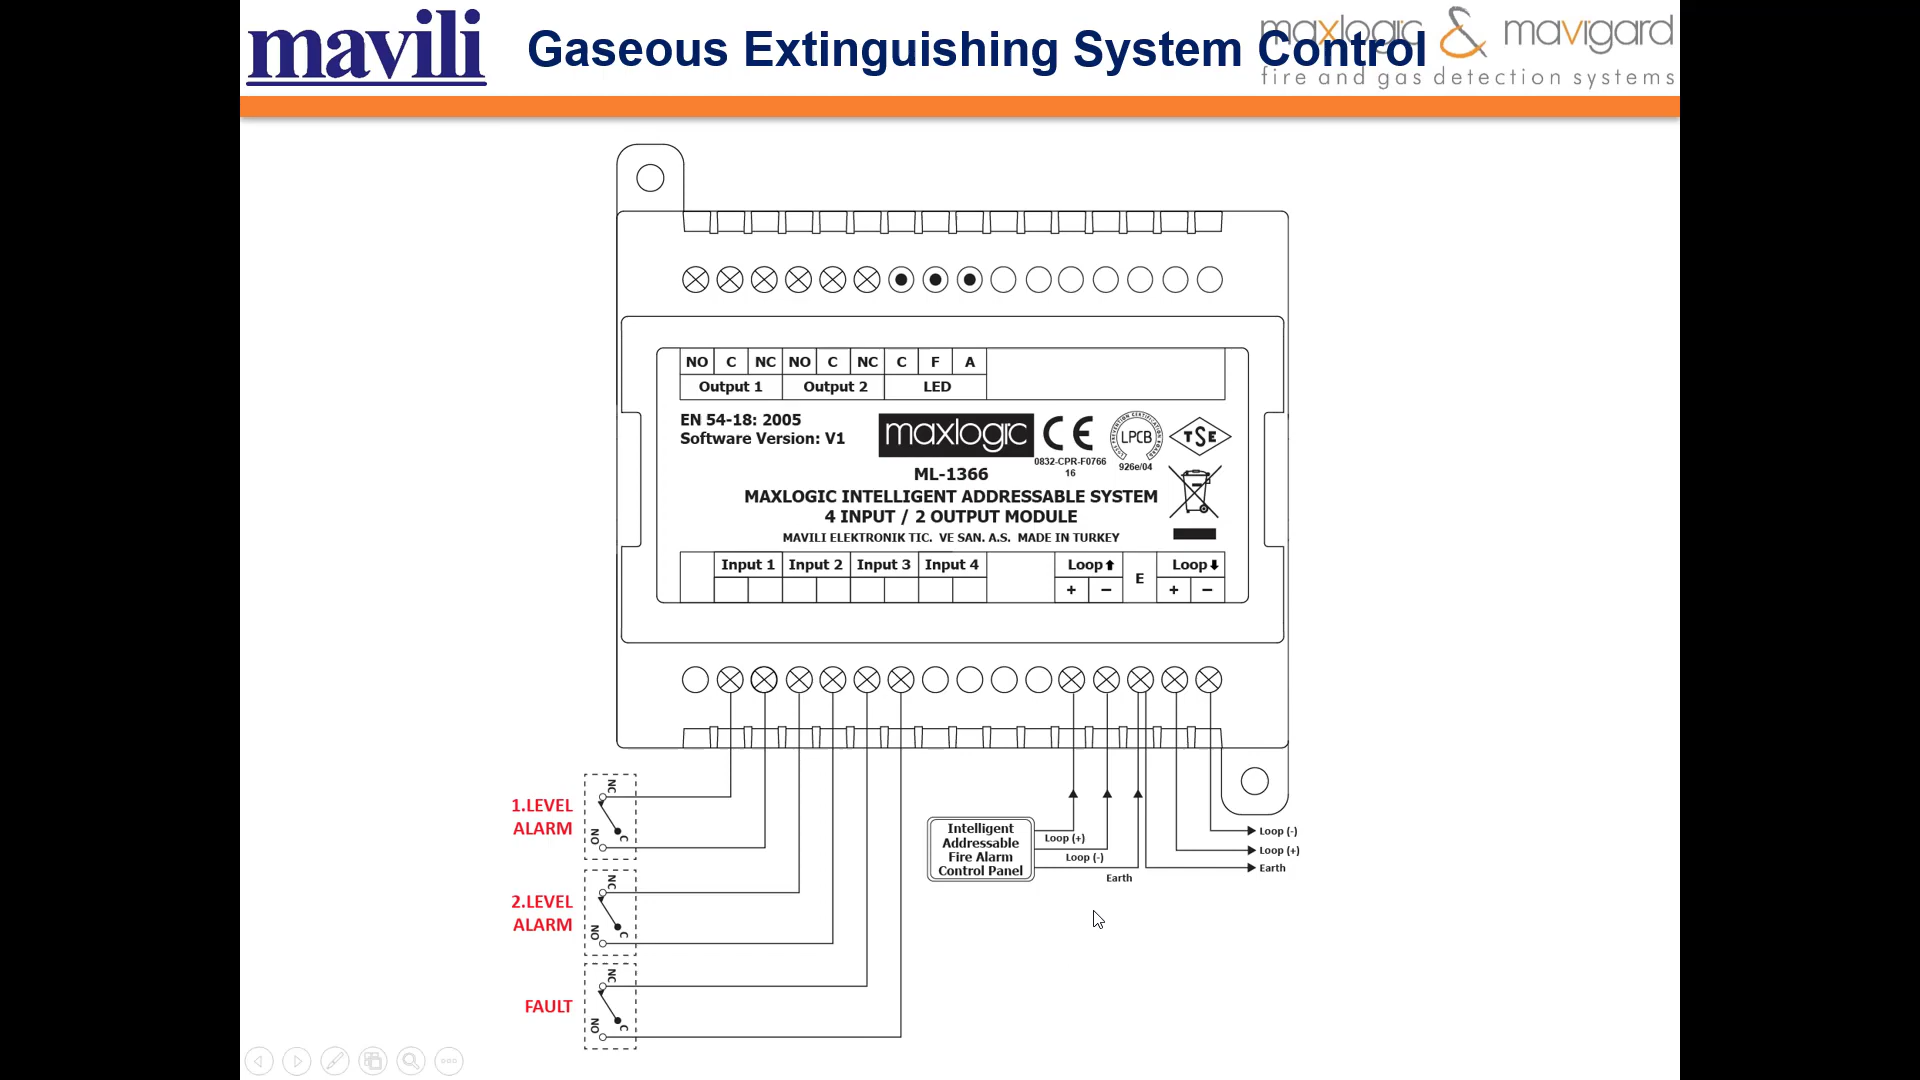 mavili
Gaseous Extinguishing System Control
maxlogic & mavigard
fire and gas detection systems
NO C NC NO C NC C F A
Output 1 Output 2 LED
EN 54-18: 2005
Software Version: V1
maxlogic
CE
LPCB
TSE
0832-CPR-F0766
16
926e/04
ML-1366
MAXLOGIC INTELLIGENT ADDRESSABLE SYSTEM
4 INPUT / 2 OUTPUT MODULE
MAVILI ELEKTRONIK TIC. VE SAN. A.S. MADE IN TURKEY
Input 1 Input 2 Input 3 Input 4 Loop E Loop
+ − + −
1.LEVEL
ALARM
NC
C
NO
2.LEVEL
ALARM
NC
C
NO
FAULT
NC
C
NO
Intelligent
Addressable
Fire Alarm
Control Panel
Loop (+)
Loop (-)
Earth
Loop (-)
Loop (+)
Earth